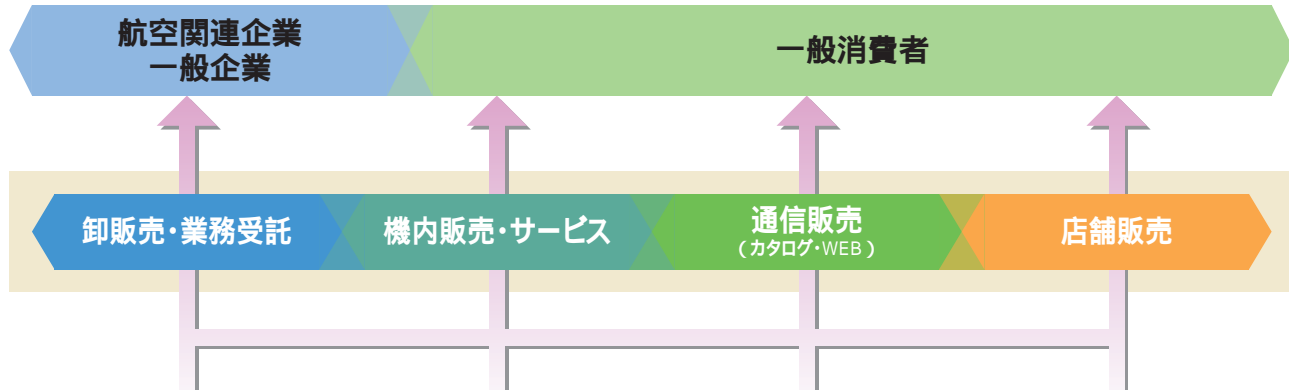 航空関連企業
一般企業
一般消費者
卸販売・業務受託
機内販売・サービス
通信販売
(カタログ・WEB)
店舗販売